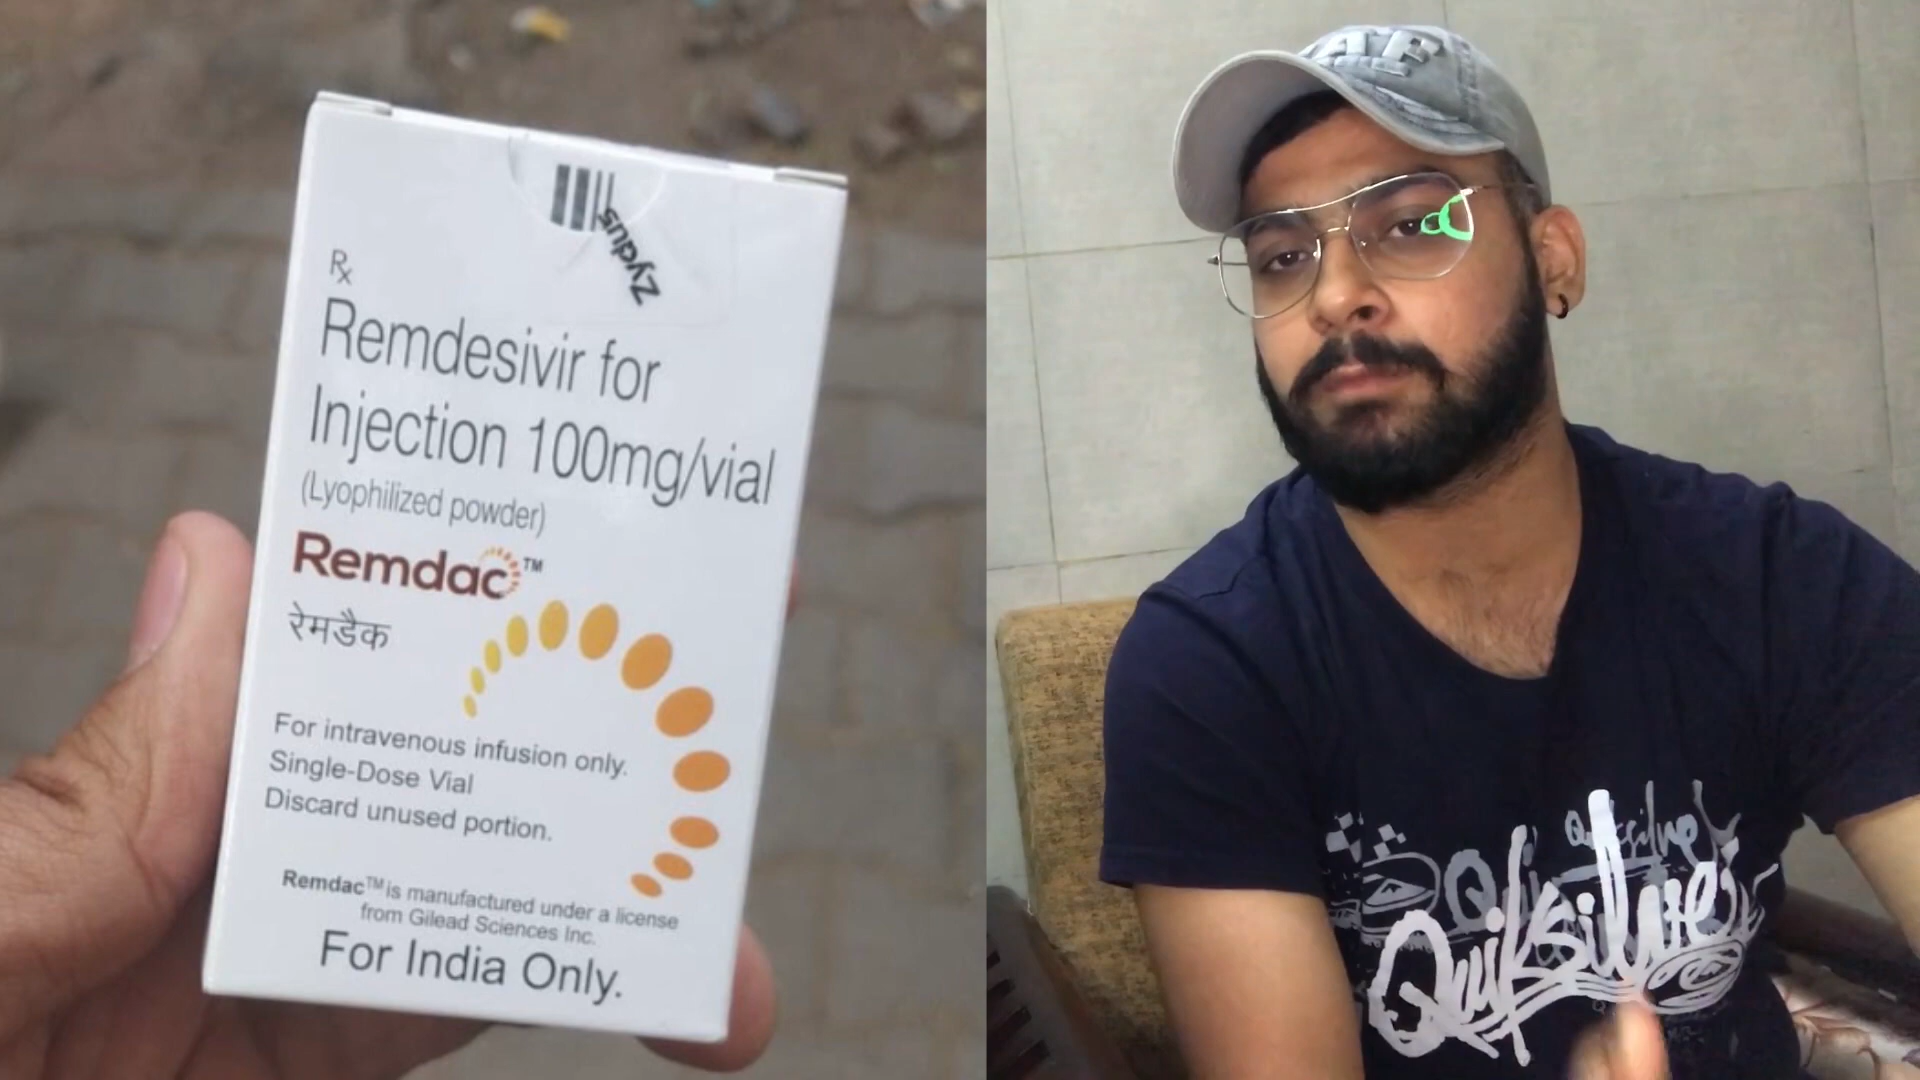 Zydus
Rx
Remdesivir for
Injection 100mg/vial
(Lyophilized powder)
Remdac™
रेमडैक
For intravenous infusion only.
Single-Dose Vial
Discard unused portion.
Remdac™ is manufactured under a license
from Gilead Sciences Inc.
For India Only.
Quiksilver